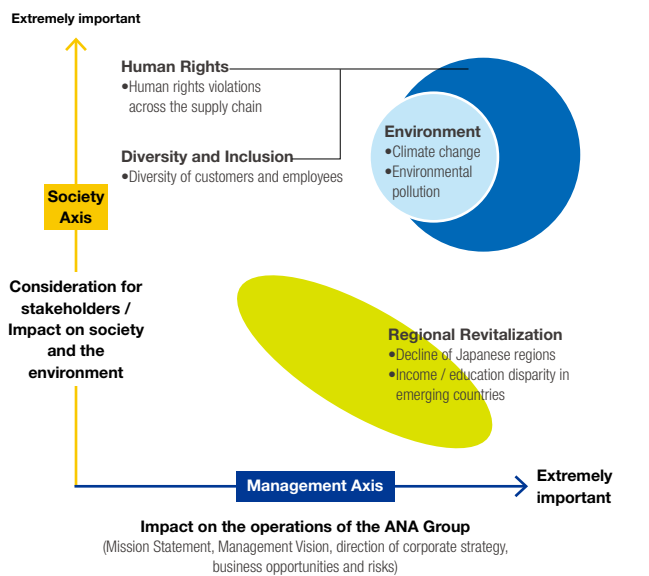 Extremely important
Human Rights
•Human rights violations
across the supply chain
Diversity and Inclusion
•Diversity of customers and employees
Environment
•Climate change
•Environmental
pollution
Society
Axis
Consideration for
stakeholders /
Impact on society
and the
environment
Regional Revitalization
•Decline of Japanese regions
•Income / education disparity in
emerging countries
Management Axis
Extremely
important
Impact on the operations of the ANA Group
(Mission Statement, Management Vision, direction of corporate strategy,
business opportunities and risks)